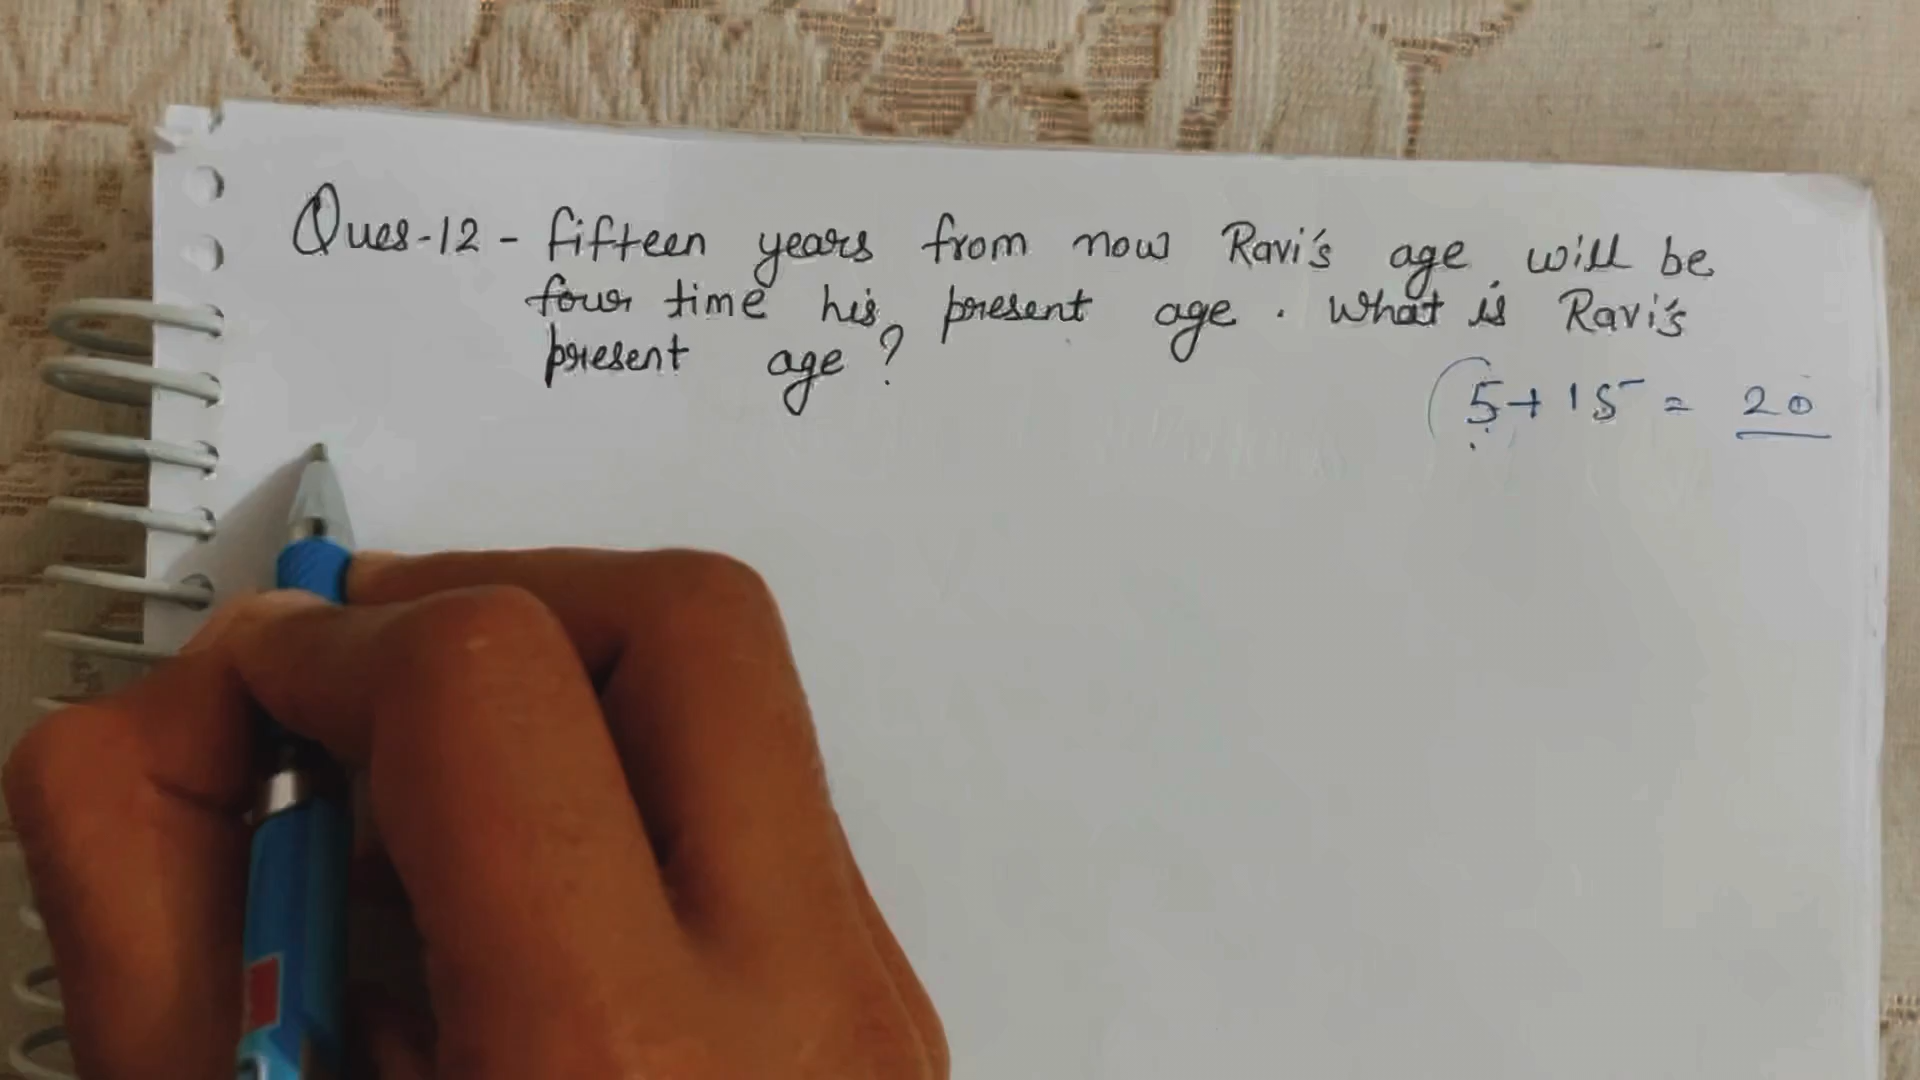 Ques-12 - fifteen years from now Ravi's age will be
four time his present age. What is Ravi's
present age?
5 + 15 = 20